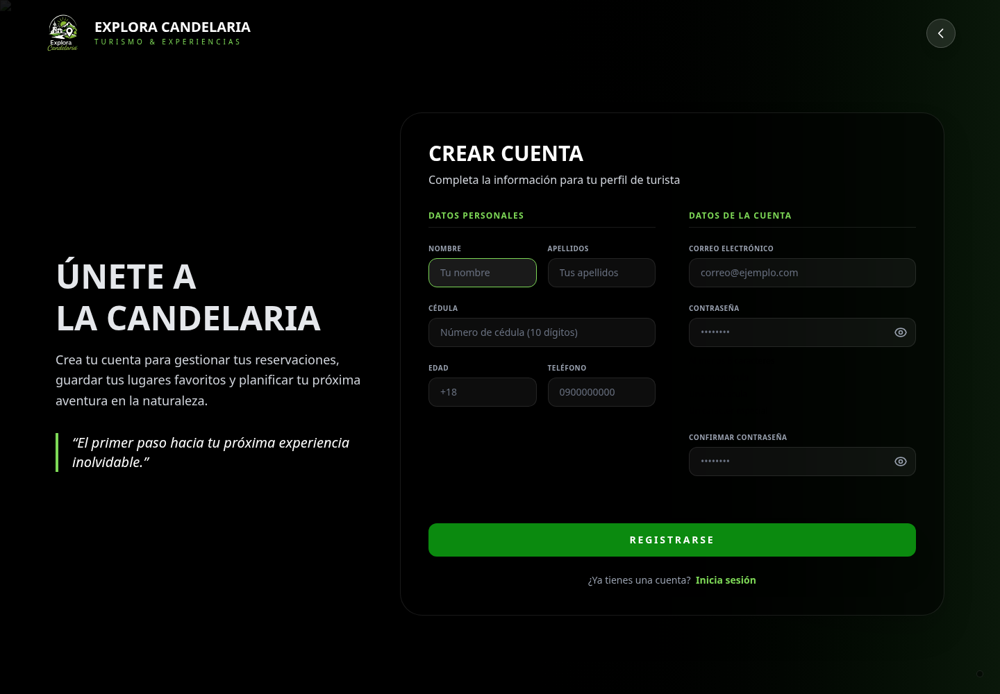 Explora
Candelaria
EXPLORA CANDELARIA
TURISMO & EXPERIENCIAS
ÚNETE A
LA CANDELARIA
Crea tu cuenta para gestionar tus reservaciones,
guardar tus lugares favoritos y planificar tu próxima
aventura en la naturaleza.
“El primer paso hacia tu próxima experiencia
inolvidable.”
CREAR CUENTA
Completa la información para tu perfil de turista
DATOS PERSONALES
NOMBRE APELLIDOS
Tu nombre Tus apellidos
CÉDULA
Número de cédula (10 dígitos)
EDAD TELÉFONO
+18 0900000000
DATOS DE LA CUENTA
CORREO ELECTRÓNICO
correo@ejemplo.com
CONTRASEÑA
••••••••
CONFIRMAR CONTRASEÑA
••••••••
REGISTRARSE
¿Ya tienes una cuenta? Inicia sesión